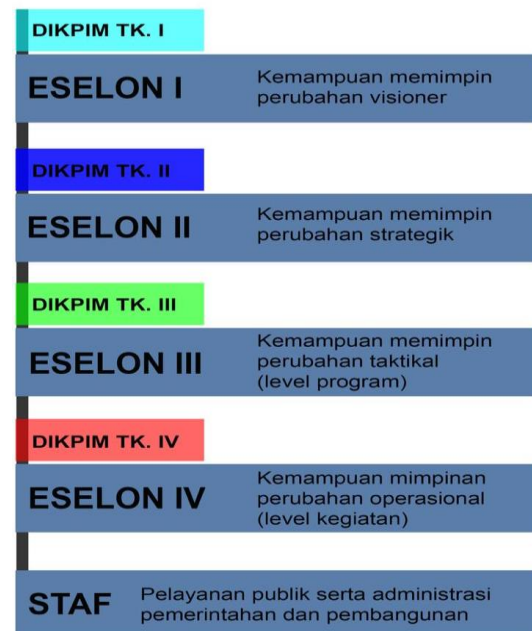 DIKPIM TK. I
ESELON I
Kemampuan memimpin
perubahan visioner
DIKPIM TK. II
ESELON II
Kemampuan memimpin
perubahan strategik
DIKPIM TK. III
ESELON III
Kemampuan memimpin
perubahan taktikal
(level program)
DIKPIM TK. IV
ESELON IV
Kemampuan mimpinan
perubahan operasional
(level kegiatan)
STAF
Pelayanan publik serta administrasi
pemerintahan dan pembangunan